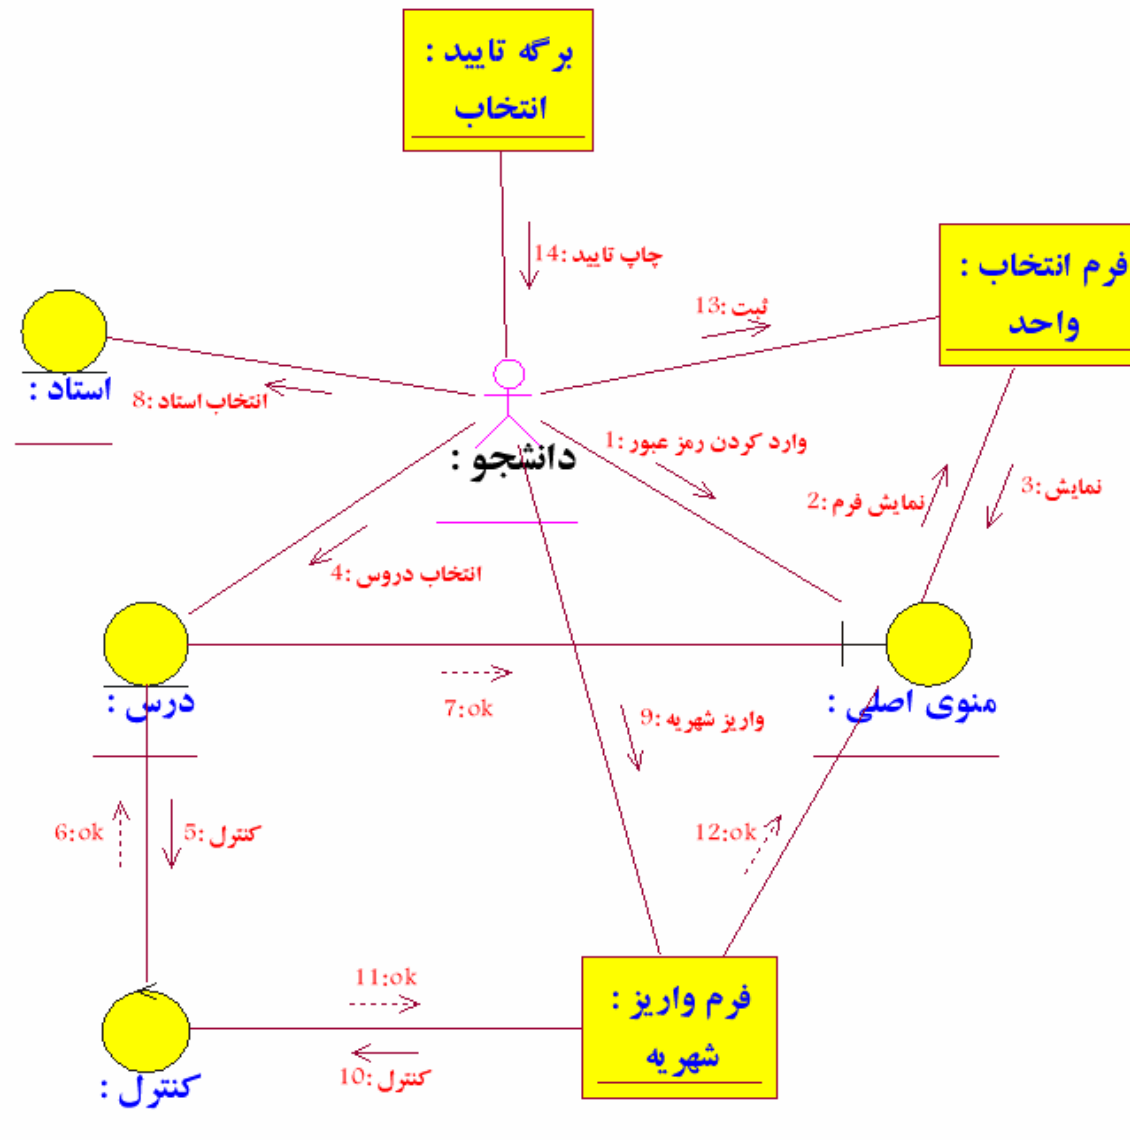 برگه تایید :
انتخاب
14: چاپ تایید
فرم انتخاب :
واحد
13: ثبت
استاد :
8: انتخاب استاد
دانشجو :
1: وارد کردن رمز عبور
2: نمایش فرم
3: نمایش
4: انتخاب دروس
درس :
7:ok
منوی اصلی :
9: واریز شهریه
6:ok
5: کنترل
12:ok
11:ok
فرم واریز :
شهریه
10: کنترل
کنترل :